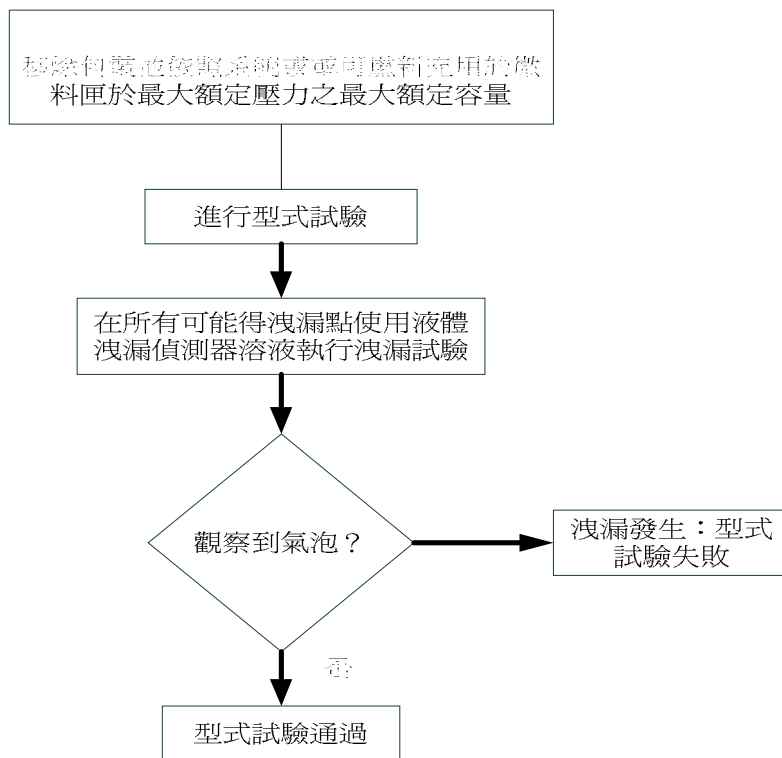 料匣於最大額定壓力之最大額定容量
進行型式試驗
在所有可能得洩漏點使用液體
洩漏偵測器溶液執行洩漏試驗
觀察到氣泡？
洩漏發生：型式
試驗失敗
否
型式試驗通過